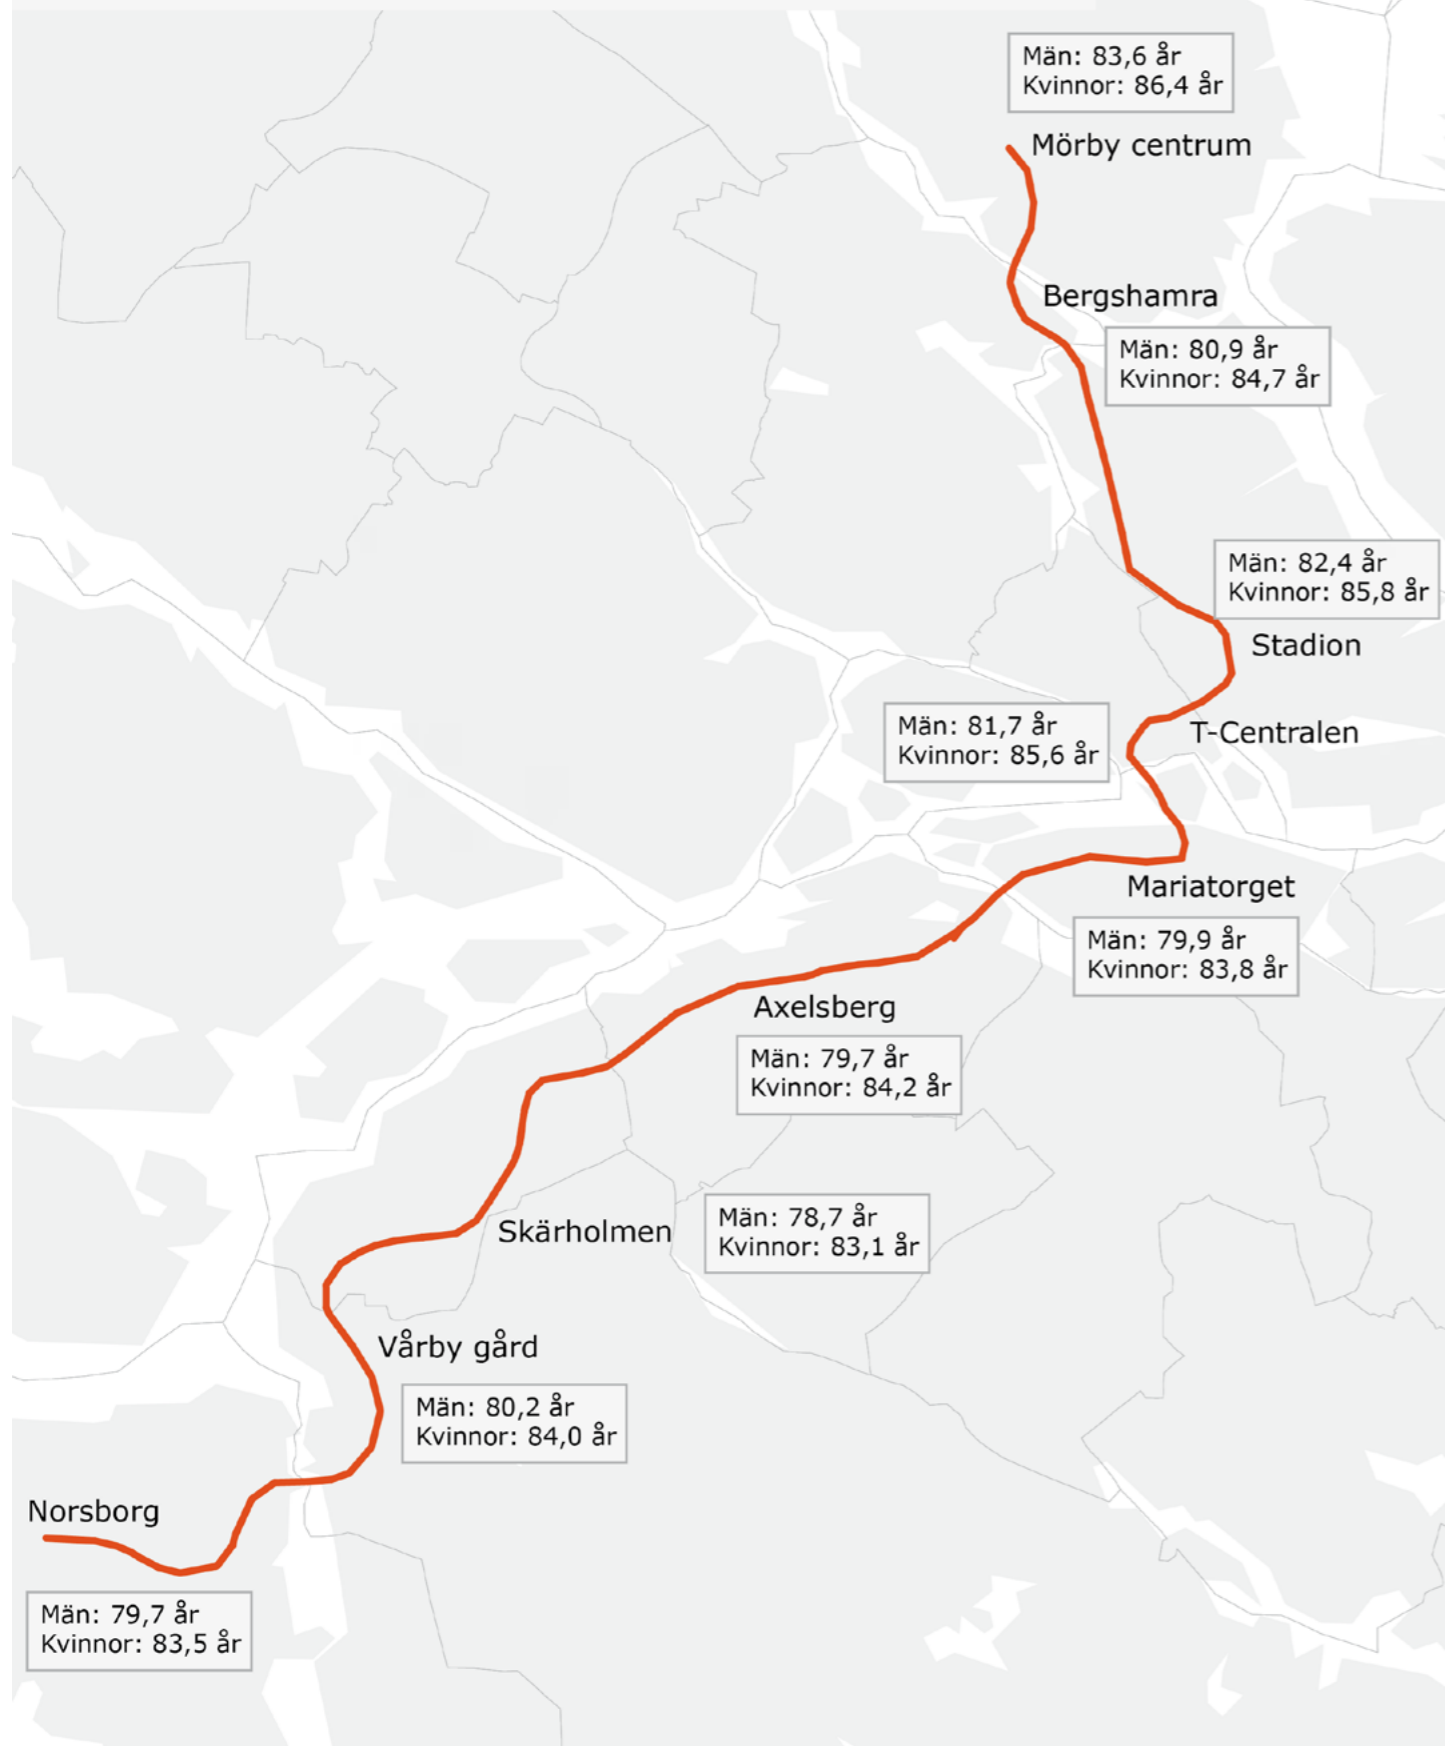 Män: 83,6 år
Kvinnor: 86,4 år
Mörby centrum
Bergshamra
Män: 80,9 år
Kvinnor: 84,7 år
Män: 82,4 år
Kvinnor: 85,8 år
Stadion
Män: 81,7 år
Kvinnor: 85,6 år
T-Centralen
Mariatorget
Män: 79,9 år
Kvinnor: 83,8 år
Axelsberg
Män: 79,7 år
Kvinnor: 84,2 år
Skärholmen
Män: 78,7 år
Kvinnor: 83,1 år
Vårby gård
Män: 80,2 år
Kvinnor: 84,0 år
Norsborg
Män: 79,7 år
Kvinnor: 83,5 år